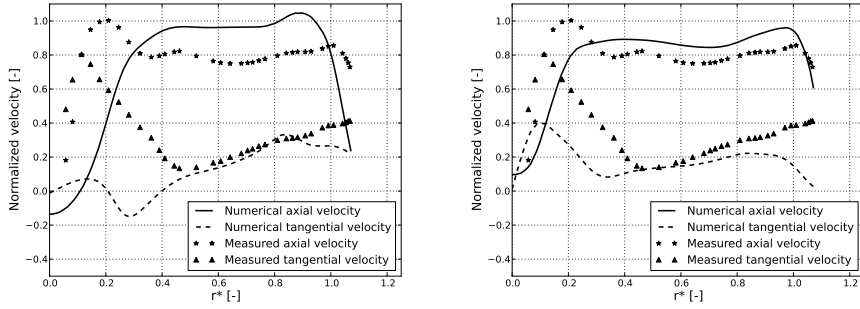 Normalized velocity [-]
1.0
0.8
0.6
0.4
0.2
0.0
−0.2
−0.4
0.0 0.2 0.4 0.6 0.8 1.0 1.2
r* [-]
Numerical axial velocity
Numerical tangential velocity
Measured axial velocity
Measured tangential velocity
Normalized velocity [-]
1.0
0.8
0.6
0.4
0.2
0.0
−0.2
−0.4
0.0 0.2 0.4 0.6 0.8 1.0 1.2
r* [-]
Numerical axial velocity
Numerical tangential velocity
Measured axial velocity
Measured tangential velocity